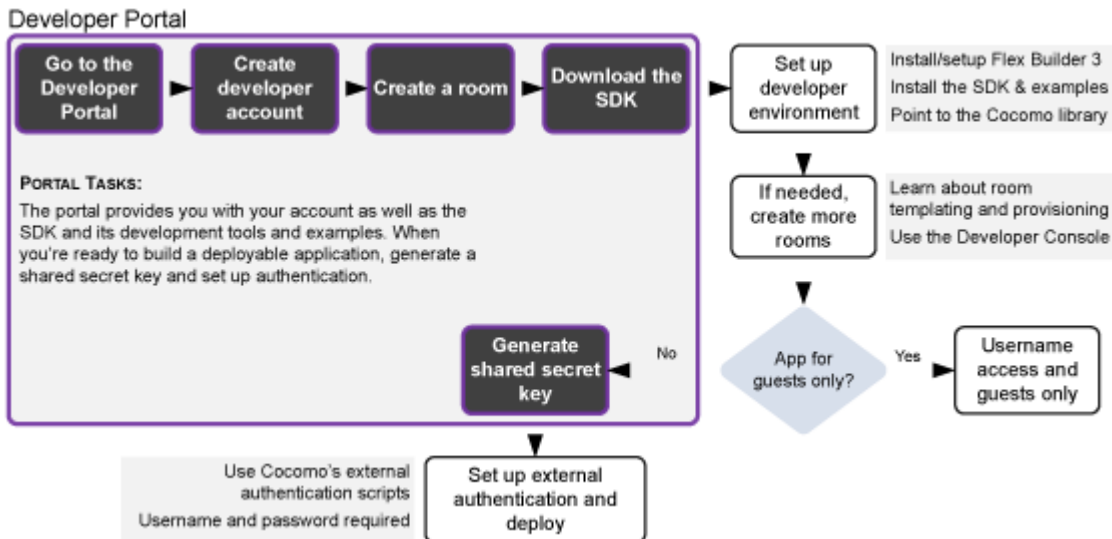 Developer Portal
Go to the
Developer
Portal
Create
developer
account
Create a room
Download the
SDK
Set up
developer
environment
Install/setup Flex Builder 3
Install the SDK & examples
Point to the Cocomo library
PORTAL TASKS:
The portal provides you with your account as well as the
SDK and its development tools and examples. When
you're ready to build a deployable application, generate a
shared secret key and set up authentication.
If needed,
create more
rooms
Learn about room
templating and provisioning
Use the Developer Console
Generate
shared secret
key
No
App for
guests only?
Yes
Username
access and
guests only
Use Cocomo's external
authentication scripts
Username and password required
Set up external
authentication and
deploy